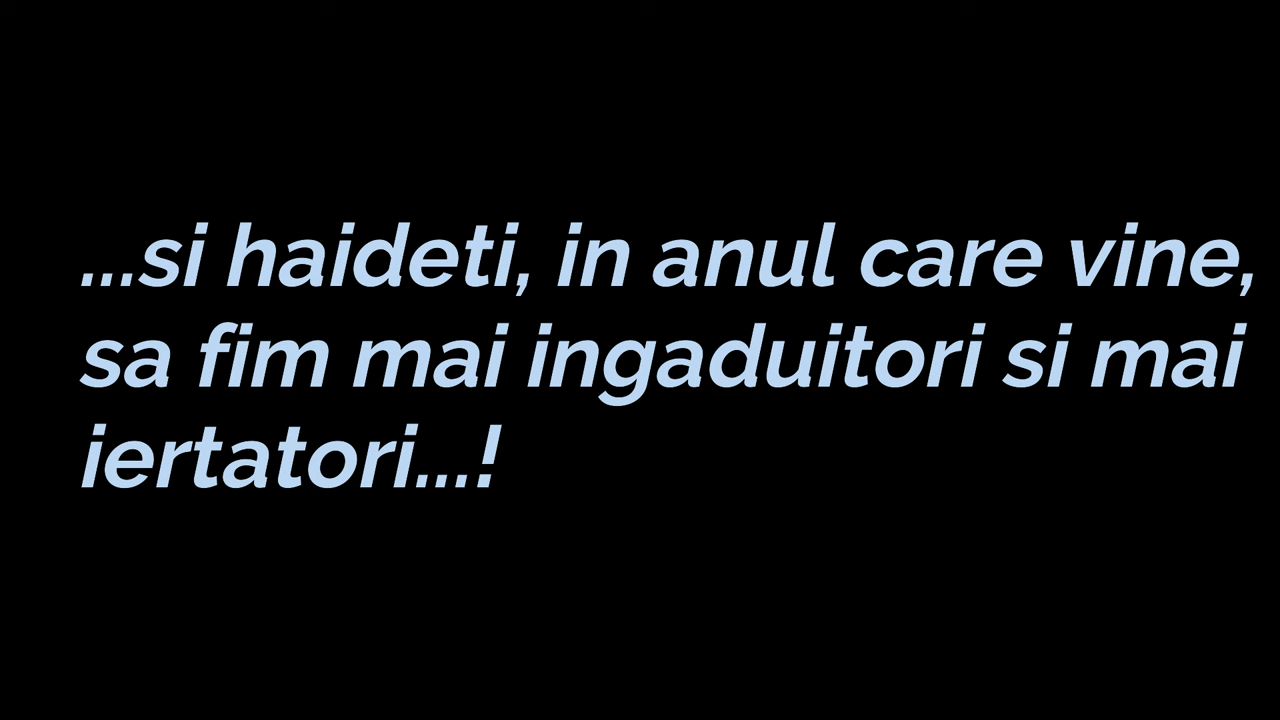 ...si haideti, in anul care vine,
sa fim mai ingaduitori si mai
iertatori...!